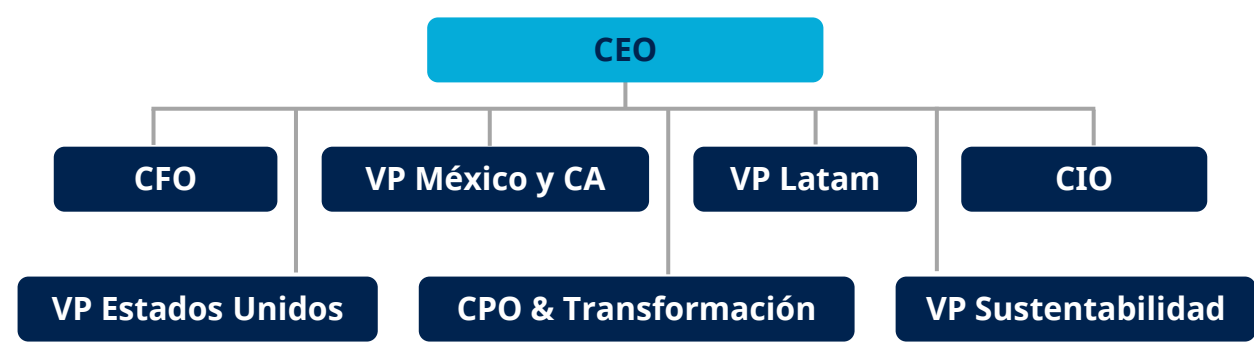 CEO
CFO
VP México y CA
VP Latam
CIO
VP Estados Unidos
CPO & Transformación
VP Sustentabilidad